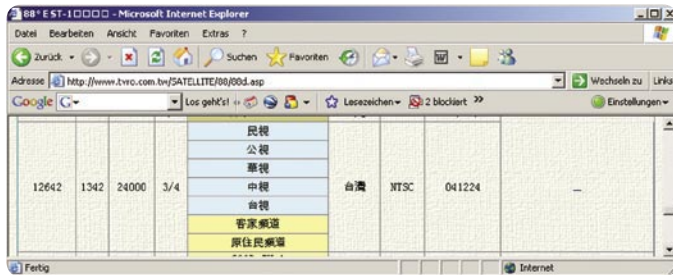 88° EST-1□□□□ - Microsoft Internet Explorer
Datei Bearbeiten Ansicht Favoriten Extras ?
Zurück Suchen Favoriten
Adresse http://www.tvro.com.tw/SATELLITE/88/88d.asp Wechseln zu Links
Google G Los geht's! Lesezeichen 2 blockiert Einstellungen
民視
公視
華視
12642 1342 24000 3/4 中視 台灣 NTSC 041224 —
台視
客家頻道
原住民頻道
Fertig Internet